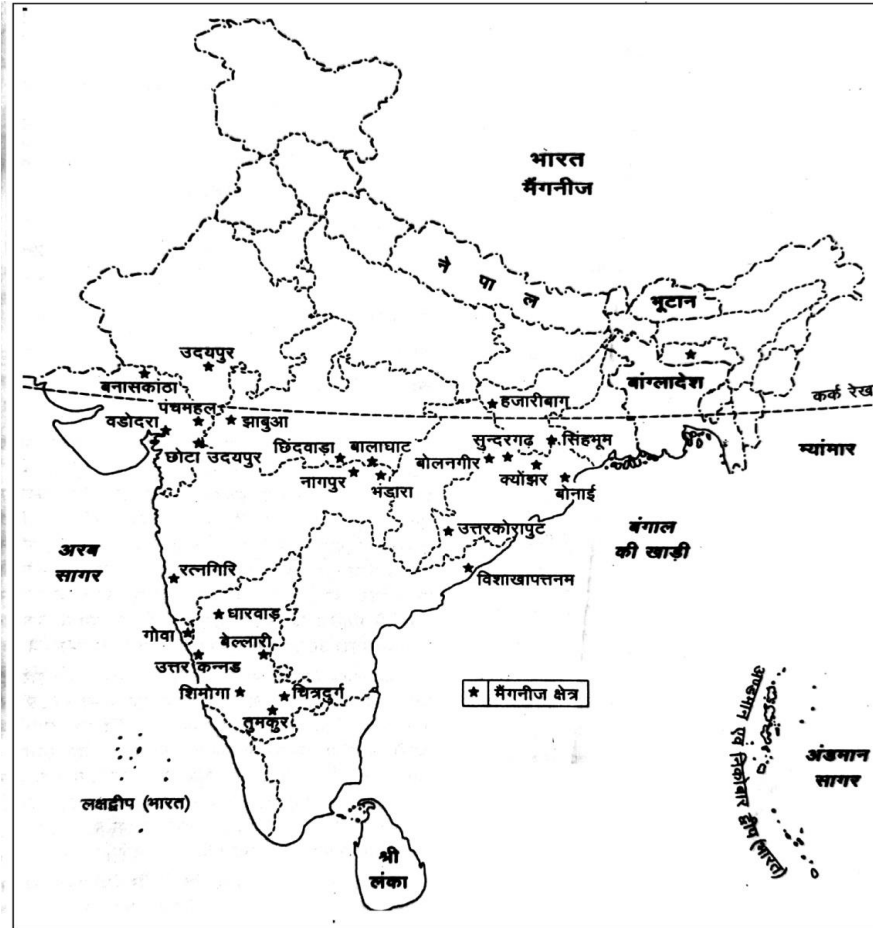 भारत
मैंगनीज
नेपाल
भूटान
उदयपुर
बनासकांठा
बांग्लादेश
कर्क रेख
हजारीबाग
पंचमहल
झाबुआ
वडोदरा
छोटा उदयपुर
छिंदवाड़ा
बालाघाट
नागपुर
भंडारा
सुन्दरगढ़
सिंहभूम
बोलनगीर
क्योंझर
बोनाई
म्यांमार
उत्तरकोरापुट
बंगाल
की खाड़ी
अरब
सागर
विशाखापत्तनम
रत्नगिरि
धारवाड़
गोवा
बेल्लारी
उत्तर कन्नड
शिमोगा
चित्रदुर्ग
तुमकुर
★ मैंगनीज क्षेत्र
लक्षद्वीप (भारत)
श्री
लंका
अंडमान
सागर
अण्डमान एवं निकोबार द्वीप (भारत)